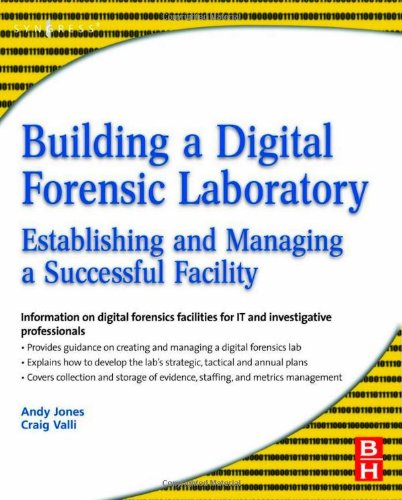 SYNGRESS
Building a Digital
Forensic Laboratory
Establishing and Managing
a Successful Facility
Information on digital forensics facilities for IT and investigative
professionals
• Provides guidance on creating and managing a digital forensics lab
• Explains how to develop the lab's strategic, tactical and annual plans
• Covers collection and storage of evidence, staffing, and metrics management
Andy Jones
Craig Valli
B
H